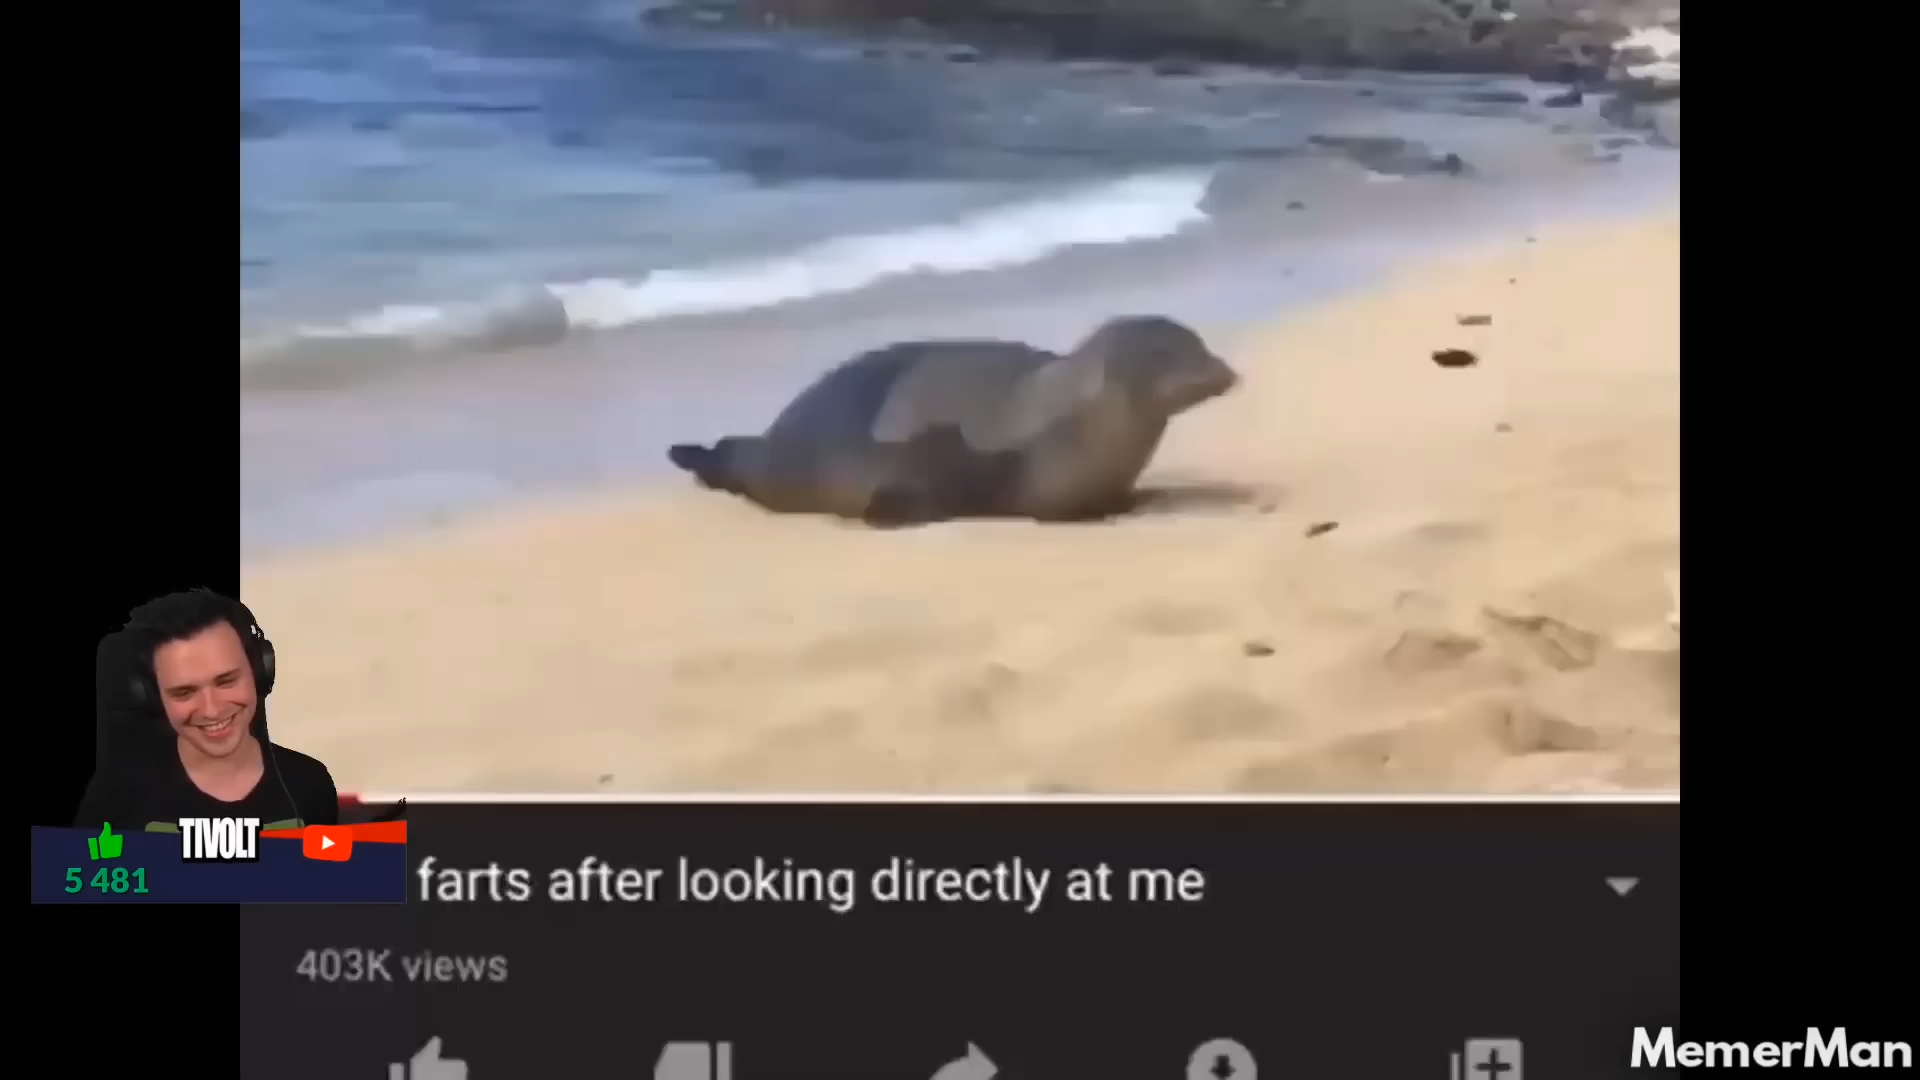 TIVOLT
5 481
farts after looking directly at me
403K views
MemerMan